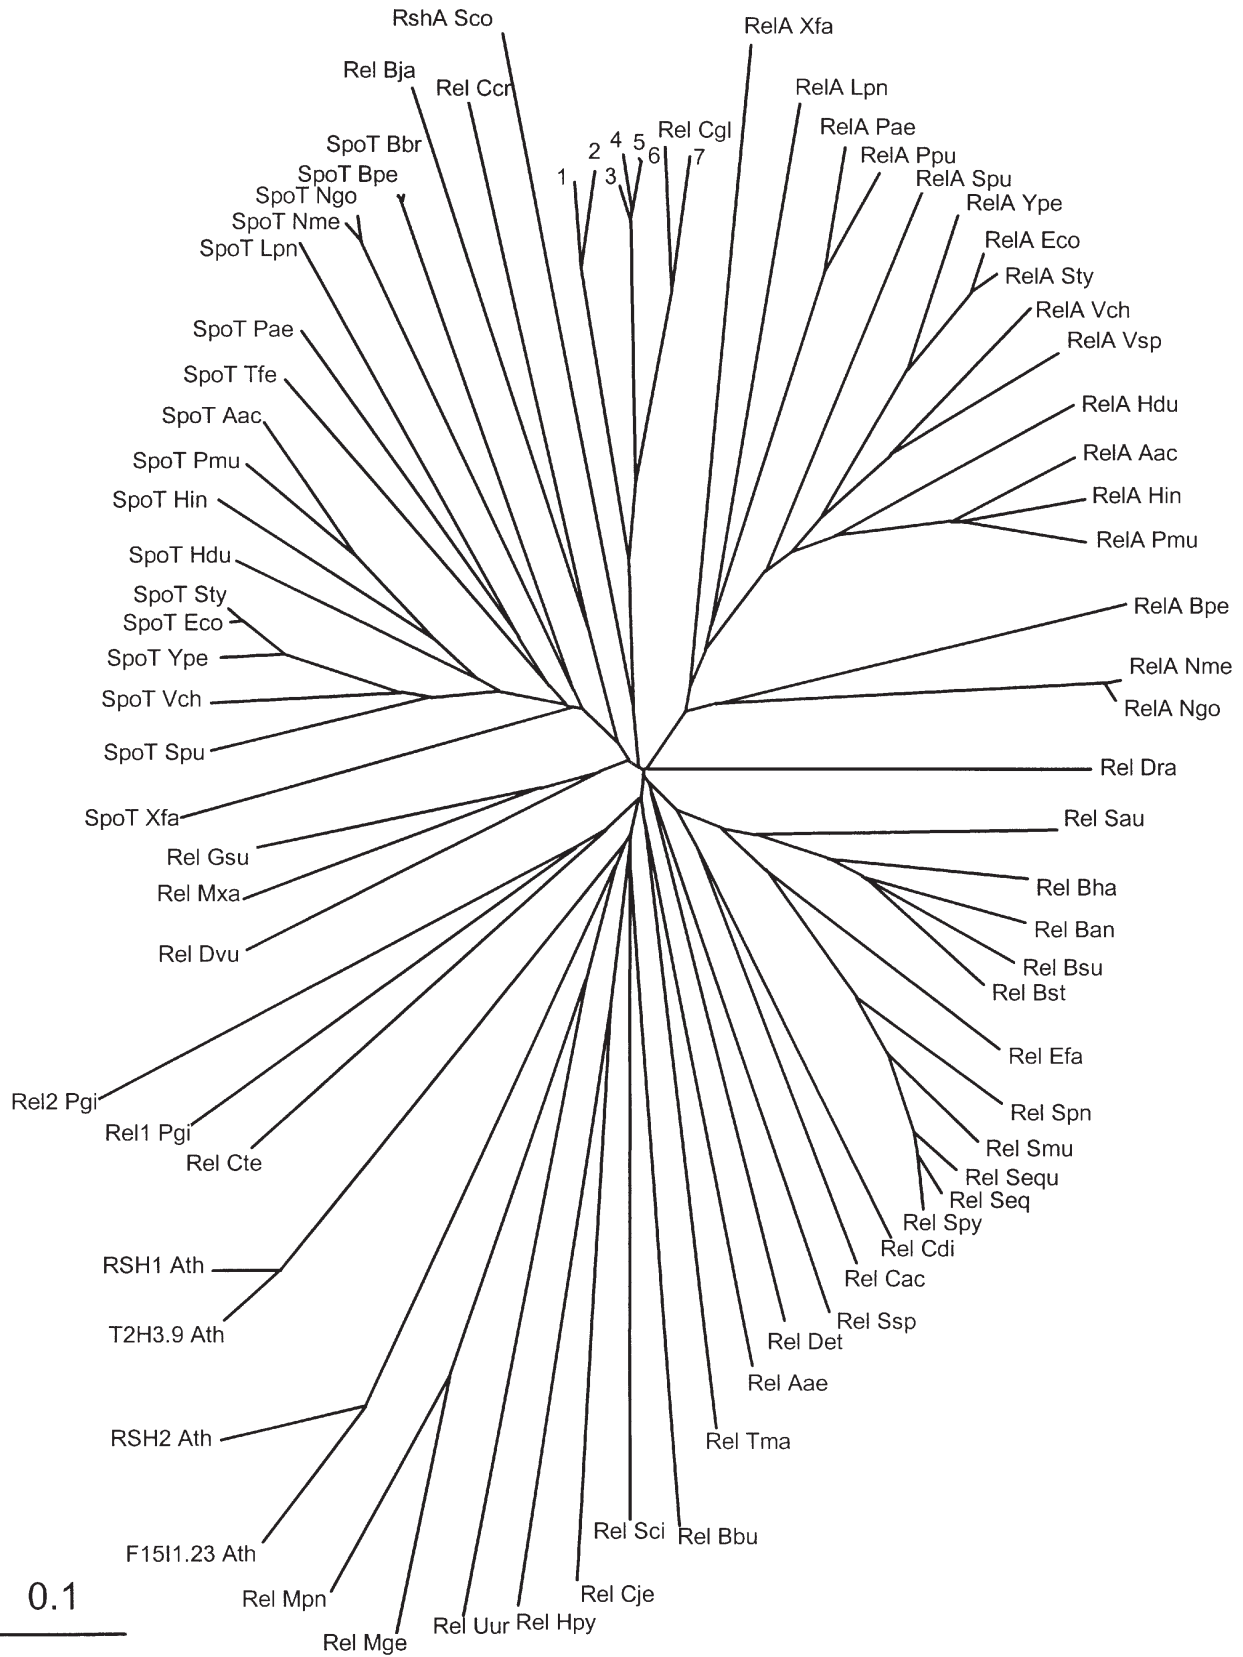 RshA Sco
RelA Xfa
Rel Bja
Rel Ccr
RelA Lpn
SpoT Bbr
1
2
3
4
5
6
Rel Cgl
7
RelA Pae
RelA Ppu
SpoT Bpe
RelA Spu
SpoT Ngo
RelA Ype
SpoT Nme
RelA Eco
SpoT Lpn
RelA Sty
RelA Vch
SpoT Pae
RelA Vsp
SpoT Tfe
RelA Hdu
SpoT Aac
RelA Aac
SpoT Pmu
RelA Hin
SpoT Hin
RelA Pmu
SpoT Hdu
SpoT Sty
RelA Bpe
SpoT Eco
SpoT Ype
RelA Nme
SpoT Vch
RelA Ngo
SpoT Spu
Rel Dra
SpoT Xfa
Rel Sau
Rel Gsu
Rel Bha
Rel Mxa
Rel Ban
Rel Dvu
Rel Bsu
Rel Bst
Rel Efa
Rel2 Pgi
Rel Spn
Rel1 Pgi
Rel Smu
Rel Cte
Rel Sequ
Rel Seq
Rel Spy
Rel Cdi
RSH1 Ath
Rel Cac
T2H3.9 Ath
Rel Ssp
Rel Det
Rel Aae
RSH2 Ath
Rel Tma
Rel Sci
Rel Bbu
F15I1.23 Ath
Rel Mpn
Rel Cje
0.1
Rel Mge
Rel Uur
Rel Hpy